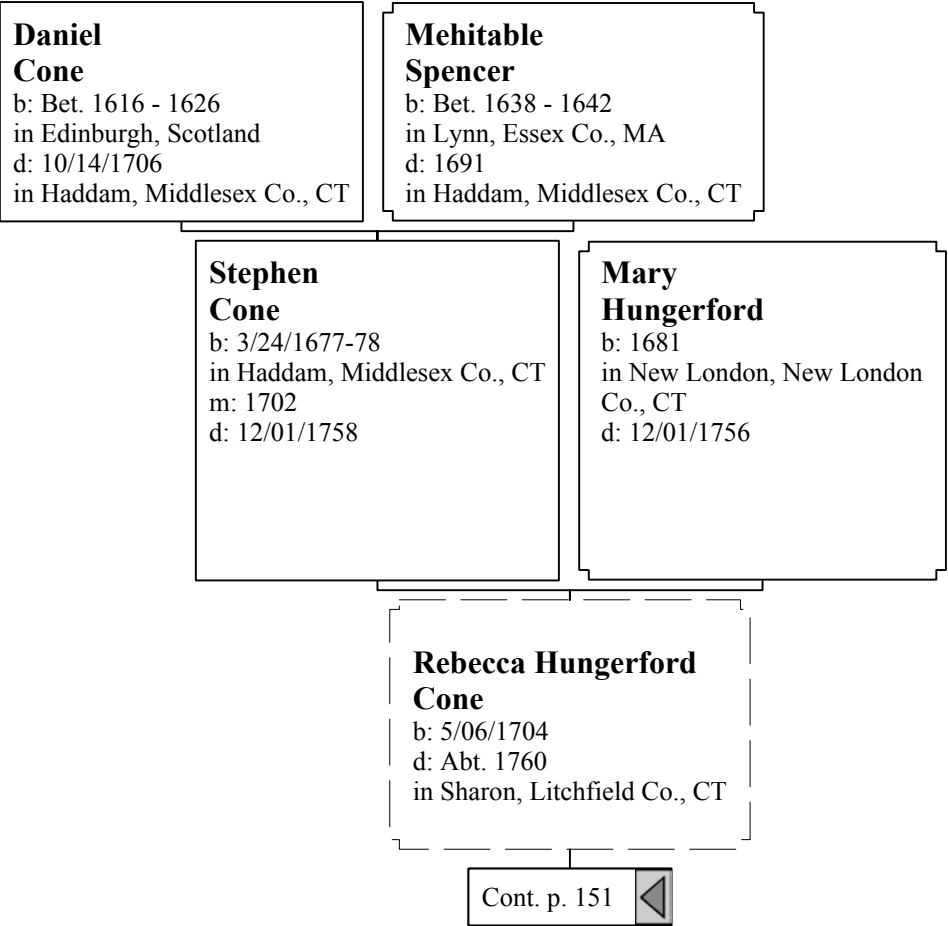 Daniel
Cone
b: Bet. 1616 - 1626
in Edinburgh, Scotland
d: 10/14/1706
in Haddam, Middlesex Co., CT
Mehitable
Spencer
b: Bet. 1638 - 1642
in Lynn, Essex Co., MA
d: 1691
in Haddam, Middlesex Co., CT
Stephen
Cone
b: 3/24/1677-78
in Haddam, Middlesex Co., CT
m: 1702
d: 12/01/1758
Mary
Hungerford
b: 1681
in New London, New London
Co., CT
d: 12/01/1756
Rebecca Hungerford
Cone
b: 5/06/1704
d: Abt. 1760
in Sharon, Litchfield Co., CT
Cont. p. 151